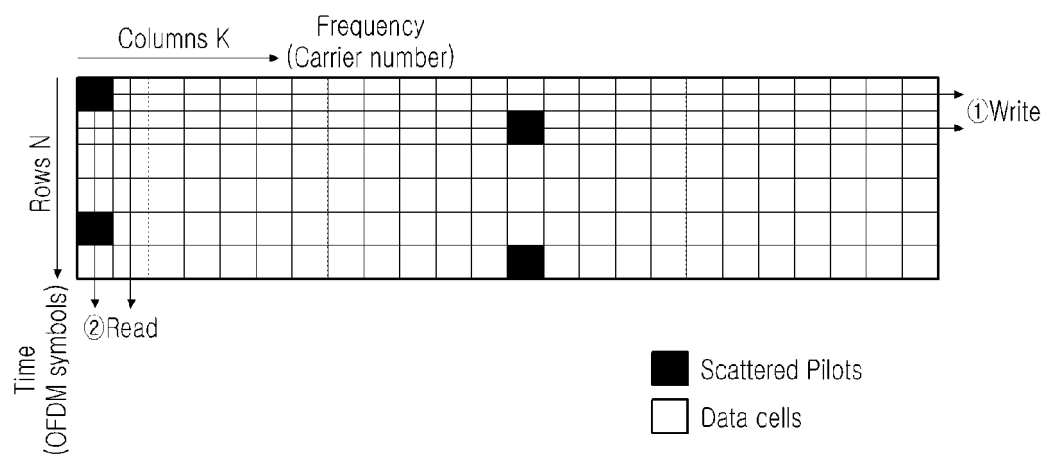 Columns K
Frequency
(Carrier number)
①Write
Rows N
②Read
Time
(OFDM symbols)
Scattered Pilots
Data cells